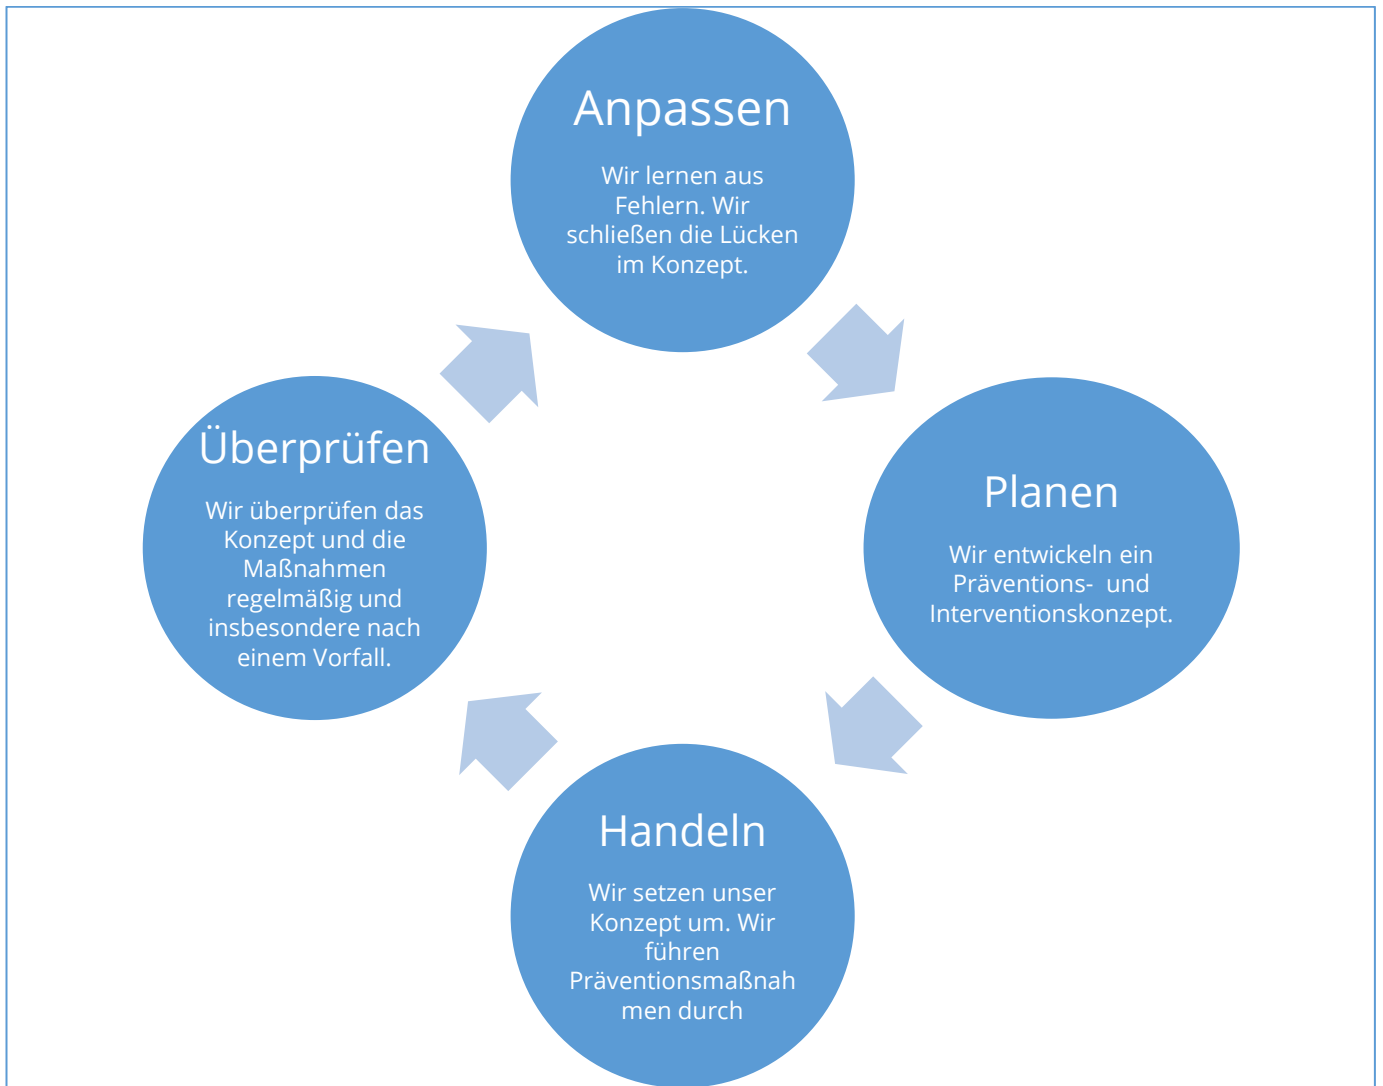 Anpassen
Wir lernen aus
Fehlern. Wir
schließen die Lücken
im Konzept.
Planen
Wir entwickeln ein
Präventions-  und
Interventionskonzept.
Handeln
Wir setzen unser
Konzept um. Wir
führen
Präventionsmaßnah
men durch
Überprüfen
Wir überprüfen das
Konzept und die
Maßnahmen
regelmäßig und
insbesondere nach
einem Vorfall.